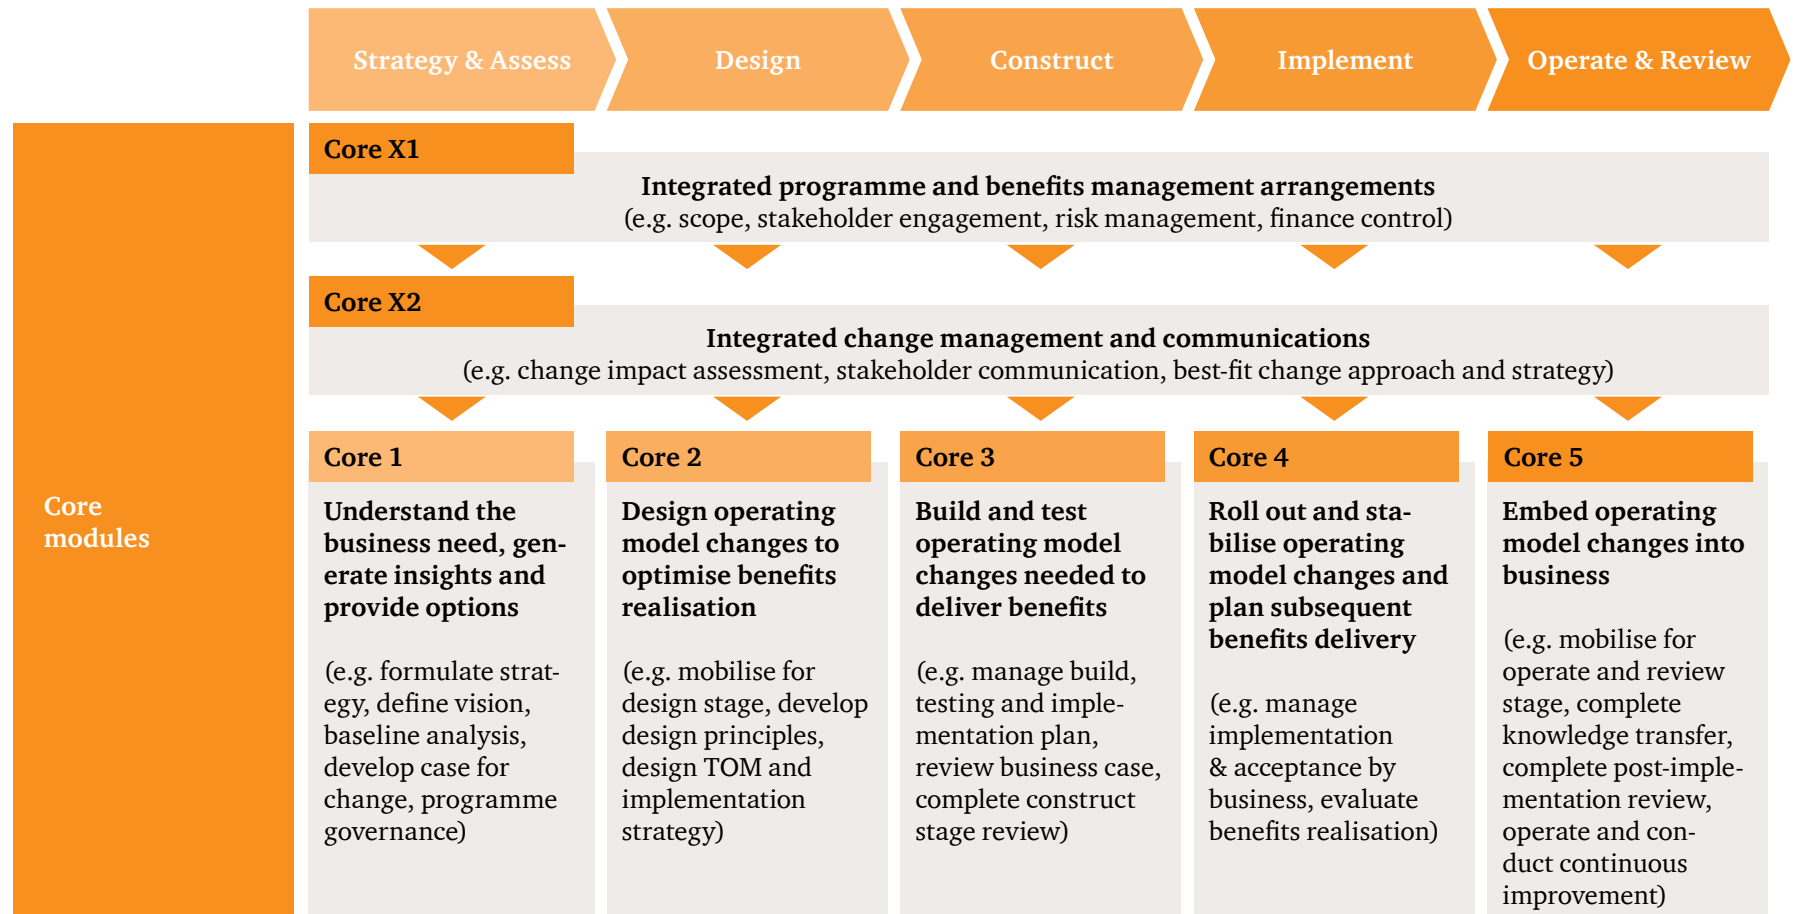 Strategy & Assess
Design
Construct
Implement
Operate & Review
Core
modules
Core X1
Integrated programme and benefits management arrangements
(e.g. scope, stakeholder engagement, risk management, finance control)
Core X2
Integrated change management and communications
(e.g. change impact assessment, stakeholder communication, best-fit change approach and strategy)
Core 1
Understand the
business need, gen-
erate insights and
provide options
(e.g. formulate strat-
egy, define vision,
baseline analysis,
develop case for
change, programme
governance)
Core 2
Design operating
model changes to
optimise benefits
realisation
(e.g. mobilise for
design stage, develop
design principles,
design TOM and
implementation
strategy)
Core 3
Build and test
operating model
changes needed to
deliver benefits
(e.g. manage build,
testing and imple-
mentation plan,
review business case,
complete construct
stage review)
Core 4
Roll out and sta-
bilise operating
model changes and
plan subsequent
benefits delivery
(e.g. manage
implementation
& acceptance by
business, evaluate
benefits realisation)
Core 5
Embed operating
model changes into
business
(e.g. mobilise for
operate and review
stage, complete
knowledge transfer,
complete post-imple-
mentation review,
operate and con-
duct continuous
improvement)